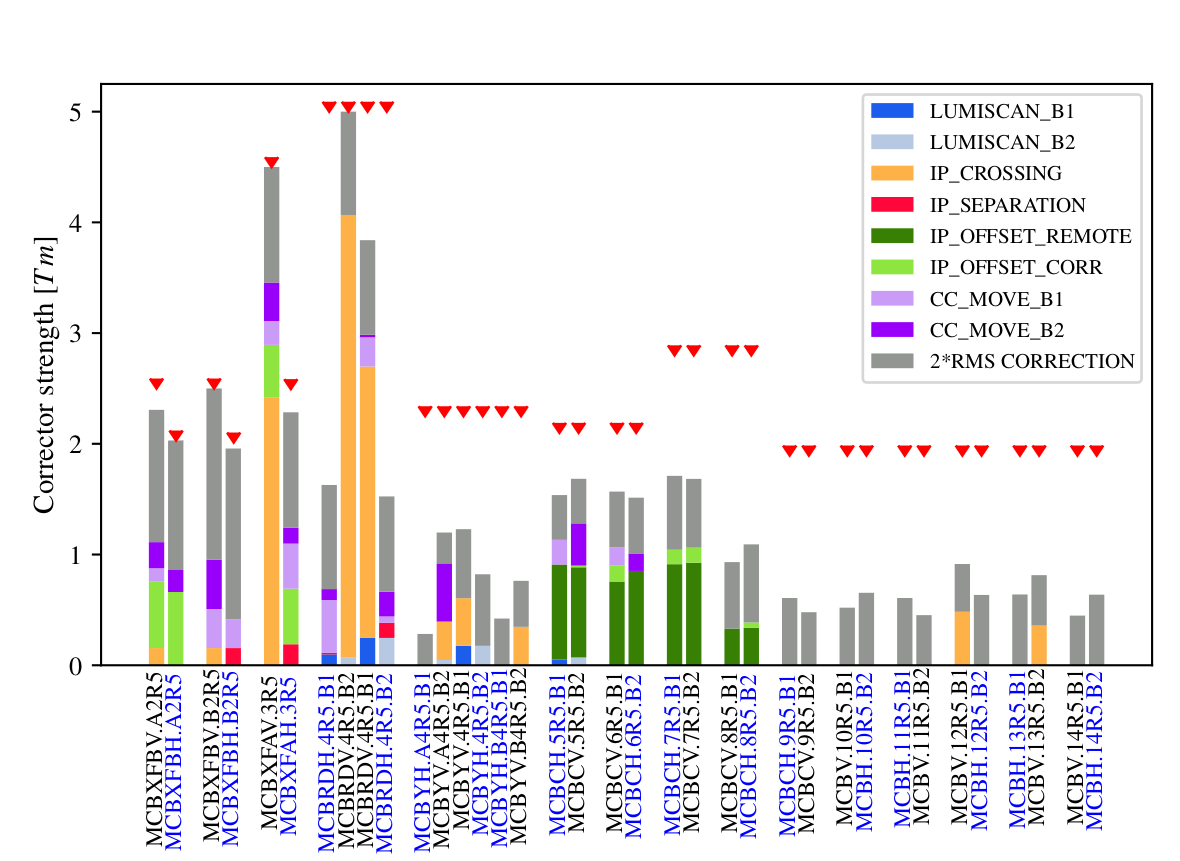 5
4
3
2
1
0
Corrector strength [T m]
LUMISCAN_B1
LUMISCAN_B2
IP_CROSSING
IP_SEPARATION
IP_OFFSET_REMOTE
IP_OFFSET_CORR
CC_MOVE_B1
CC_MOVE_B2
2*RMS CORRECTION
MCBXFBV.A2R5
MCBXFBH.A2R5
MCBXFBV.B2R5
MCBXFBH.B2R5
MCBXFAV.3R5
MCBXFAH.3R5
MCBRDH.4R5.B1
MCBRDV.4R5.B2
MCBRDV.4R5.B1
MCBRDH.4R5.B2
MCBYH.A4R5.B1
MCBYV.A4R5.B2
MCBYV.4R5.B1
MCBYH.4R5.B2
MCBYH.B4R5.B1
MCBYV.B4R5.B2
MCBCH.5R5.B1
MCBCV.5R5.B2
MCBCV.6R5.B1
MCBCH.6R5.B2
MCBCH.7R5.B1
MCBCV.7R5.B2
MCBCV.8R5.B1
MCBCH.8R5.B2
MCBCH.9R5.B1
MCBCV.9R5.B2
MCBV.10R5.B1
MCBH.10R5.B2
MCBH.11R5.B1
MCBV.11R5.B2
MCBV.12R5.B1
MCBH.12R5.B2
MCBH.13R5.B1
MCBV.13R5.B2
MCBV.14R5.B1
MCBH.14R5.B2